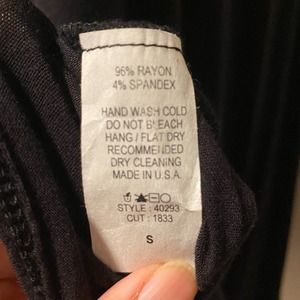 96% RAYON
4% SPANDEX
HAND WASH COLD
DO NOT BLEACH
HANG / FLAT DRY
RECOMMENDED
DRY CLEANING
MADE IN U.S.A.
STYLE : 40293
CUT : 1833
S